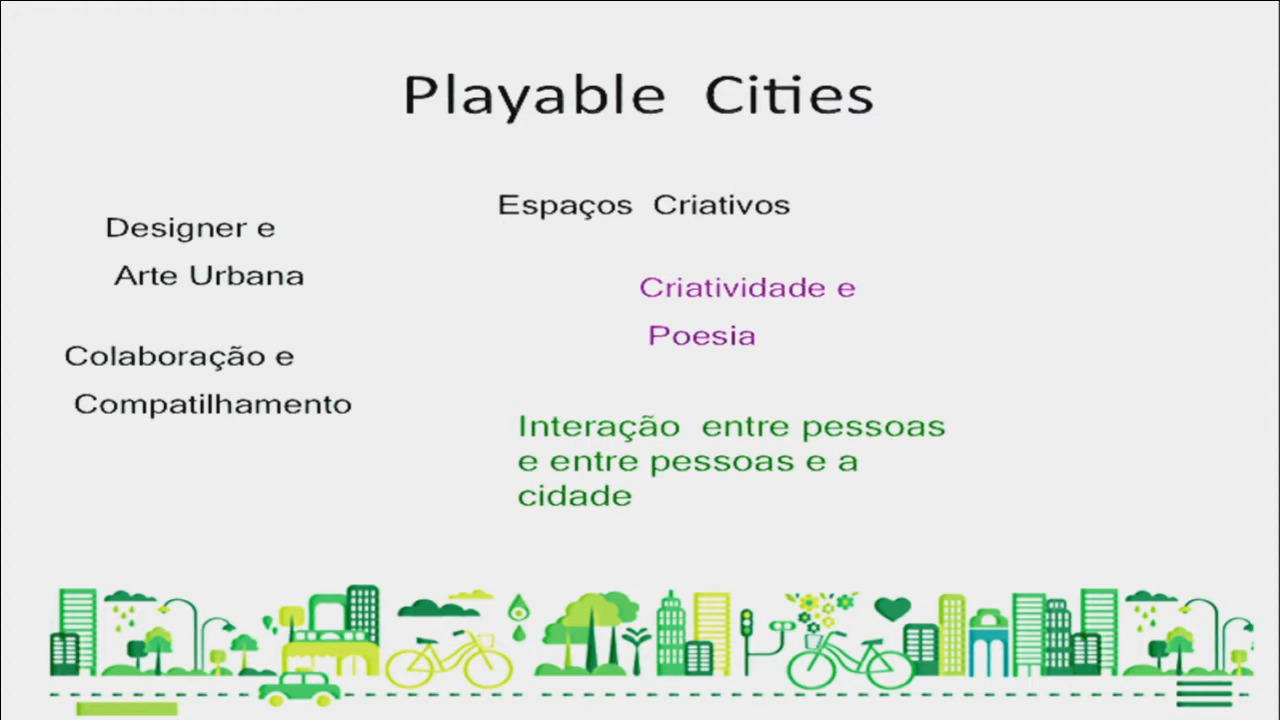 Playable Cities
Designer e
Arte Urbana
Colaboração e
Compatilhamento
Espaços Criativos
Criatividade e
Poesia
Interação entre pessoas
e entre pessoas e a
cidade